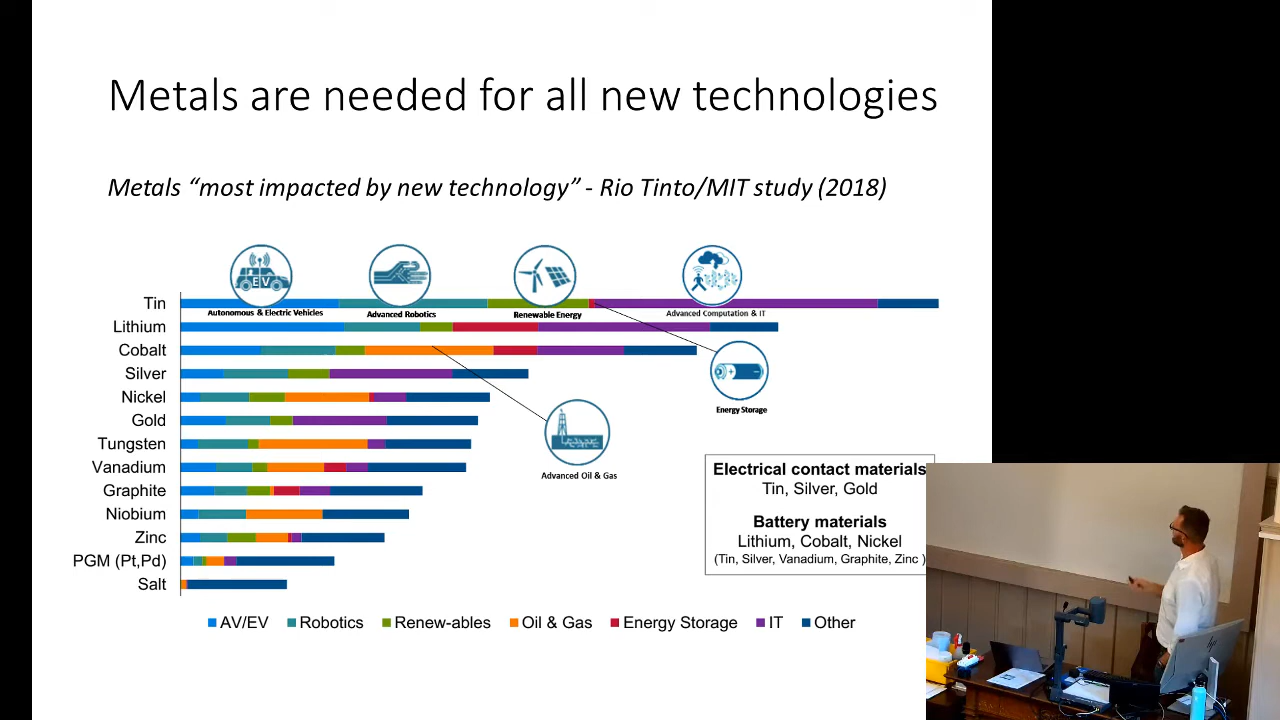 Metals are needed for all new technologies
Metals “most impacted by new technology” - Rio Tinto/MIT study (2018)
EV
Tin
Autonomous & Electric Vehicles
Advanced Robotics
Renewable Energy
Advanced Computation & IT
Lithium
Cobalt
Silver
Energy Storage
Nickel
Gold
Tungsten
Advanced Oil & Gas
Vanadium
Graphite
Niobium
Zinc
PGM (Pt,Pd)
Salt
Electrical contact materials
Tin, Silver, Gold
Battery materials
Lithium, Cobalt, Nickel
(Tin, Silver, Vanadium, Graphite, Zinc )
AV/EV Robotics Renew-ables Oil & Gas Energy Storage IT Other